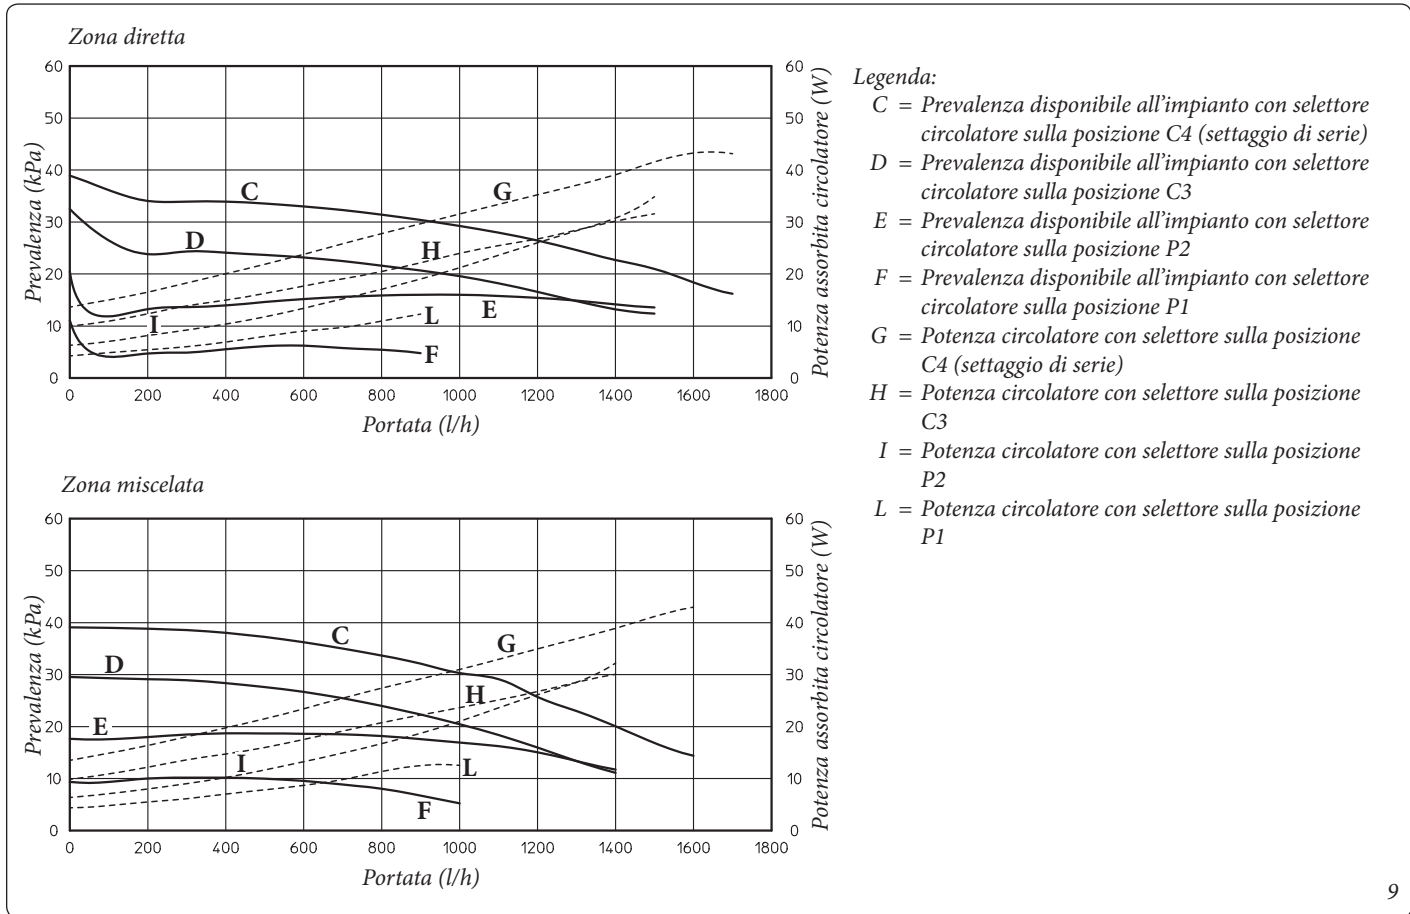 Zona diretta
60
50
40
30
20
10
0
Prevalenza (kPa)
C
D
E
F
G
H
I
L
60
50
40
30
20
10
0
Potenza assorbita circolatore (W)
0 200 400 600 800 1000 1200 1400 1600 1800
Portata (l/h)
Zona miscelata
60
50
40
30
20
10
0
Prevalenza (kPa)
C
D
E
F
G
H
I
L
60
50
40
30
20
10
0
Potenza assorbita circolatore (W)
0 200 400 600 800 1000 1200 1400 1600 1800
Portata (l/h)
Legenda:
C = Prevalenza disponibile all'impianto con selettore
circolatore sulla posizione C4 (settaggio di serie)
D = Prevalenza disponibile all'impianto con selettore
circolatore sulla posizione C3
E = Prevalenza disponibile all'impianto con selettore
circolatore sulla posizione P2
F = Prevalenza disponibile all'impianto con selettore
circolatore sulla posizione P1
G = Potenza circolatore con selettore sulla posizione
C4 (settaggio di serie)
H = Potenza circolatore con selettore sulla posizione
C3
I = Potenza circolatore con selettore sulla posizione
P2
L = Potenza circolatore con selettore sulla posizione
P1
9